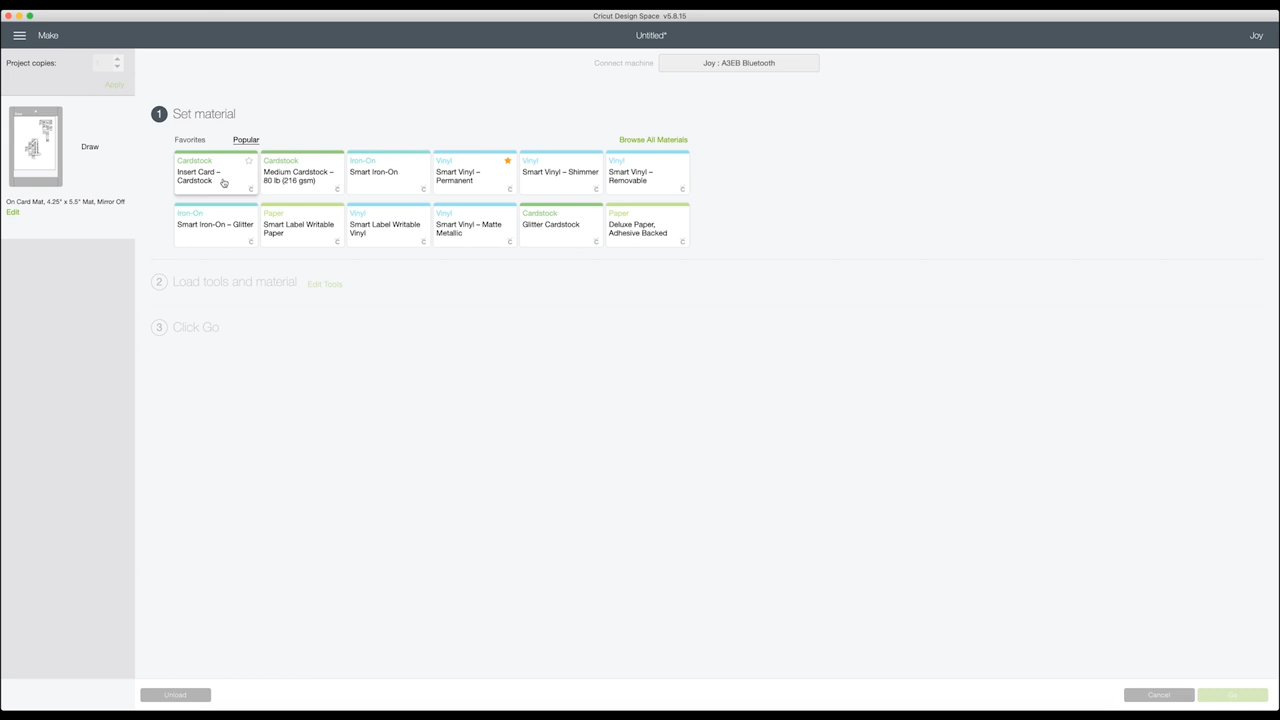 Cricut Design Space v5.8.15
Make
Untitled*
Joy
Project copies:
Apply
Connect machine
Joy : A3EB Bluetooth
Draw
On Card Mat, 4.25" x 5.5" Mat, Mirror Off
Edit
1 Set material
Favorites
Popular
Browse All Materials
Cardstock
Insert Card –
Cardstock
Cardstock
Medium Cardstock –
80 lb (216 gsm)
Iron-On
Smart Iron-On
Vinyl
Smart Vinyl –
Permanent
Vinyl
Smart Vinyl – Shimmer
Vinyl
Smart Vinyl –
Removable
Iron-On
Smart Iron-On – Glitter
Paper
Smart Label Writable
Paper
Vinyl
Smart Label Writable
Vinyl
Vinyl
Smart Vinyl – Matte
Metallic
Cardstock
Glitter Cardstock
Paper
Deluxe Paper,
Adhesive Backed
2 Load tools and material
Edit Tools
3 Click Go
Unload
Cancel